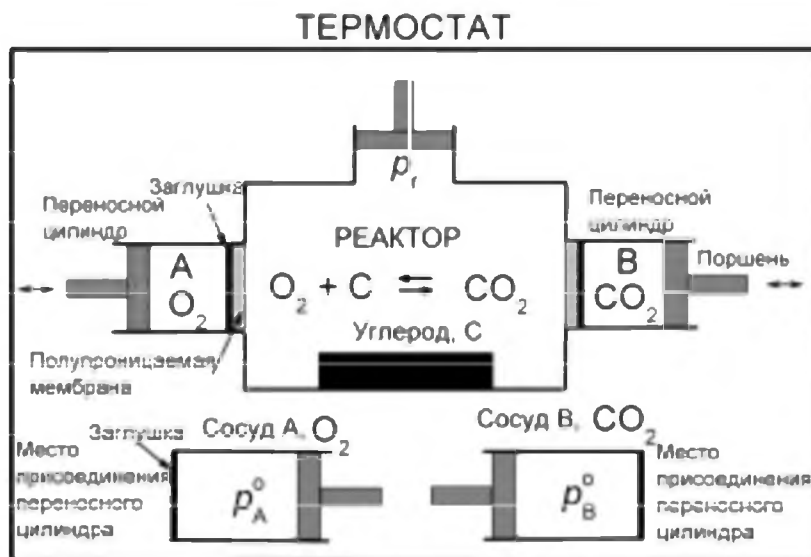 ТЕРМОСТАТ
pᵣ
Заглушка
Переносной
цилиндр
Переносной
цилиндр
РЕАКТОР
A
O₂
O₂ + C ⇌ CO₂
B
CO₂
Поршень
Углерод, С
Полупроницаемая
мембрана
Заглушка
Сосуд А, O₂
Сосуд В, CO₂
Место
присоединения
переносного
цилиндра
p°A
p°B
Место
присоединения
переносного
цилиндра